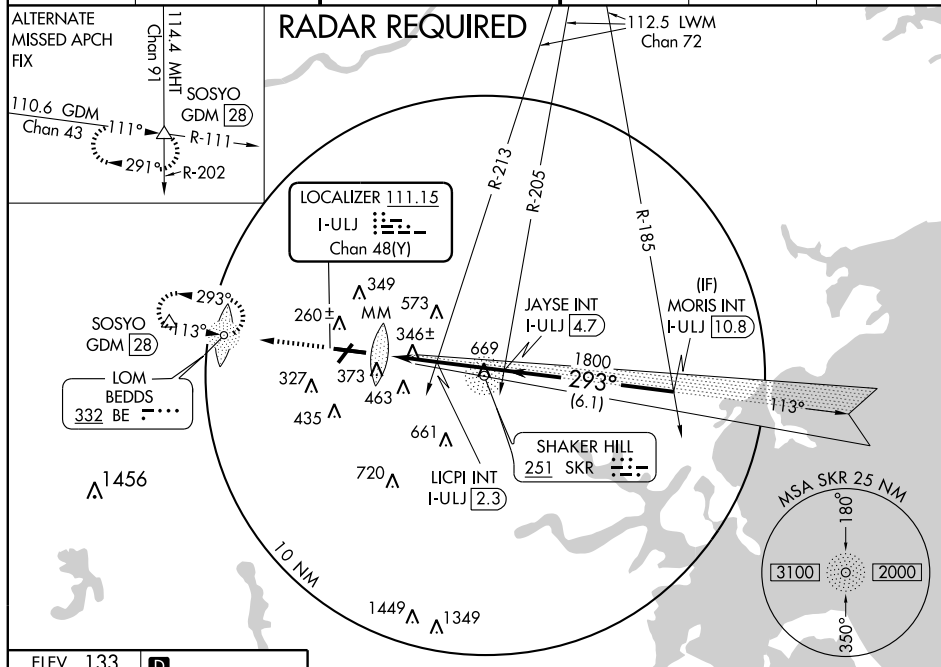 ALTERNATE
MISSED APCH
FIX
114.4 MHT
Chan 91
SOSYO
GDM 28
110.6 GDM
Chan 43
111°
R-111
291°
R-202
RADAR REQUIRED
112.5 LWM
Chan 72
R-213
R-205
R-185
LOCALIZER 111.15
I-ULJ
Chan 48(Y)
349
573
MM
260±
346±
293°
113°
SOSYO
GDM 28
LOM
BEDDS
332 BE
JAYSE INT
I-ULJ 4.7
(IF)
MORIS INT
I-ULJ 10.8
669
1800
293°
(6.1)
113°
327
373
463
435
661
720
SHAKER HILL
251 SKR
LICPI INT
I-ULJ 2.3
1456
10 NM
1449
1349
MSA SKR 25 NM
180°
3100
2000
350°
ELEV 133
D